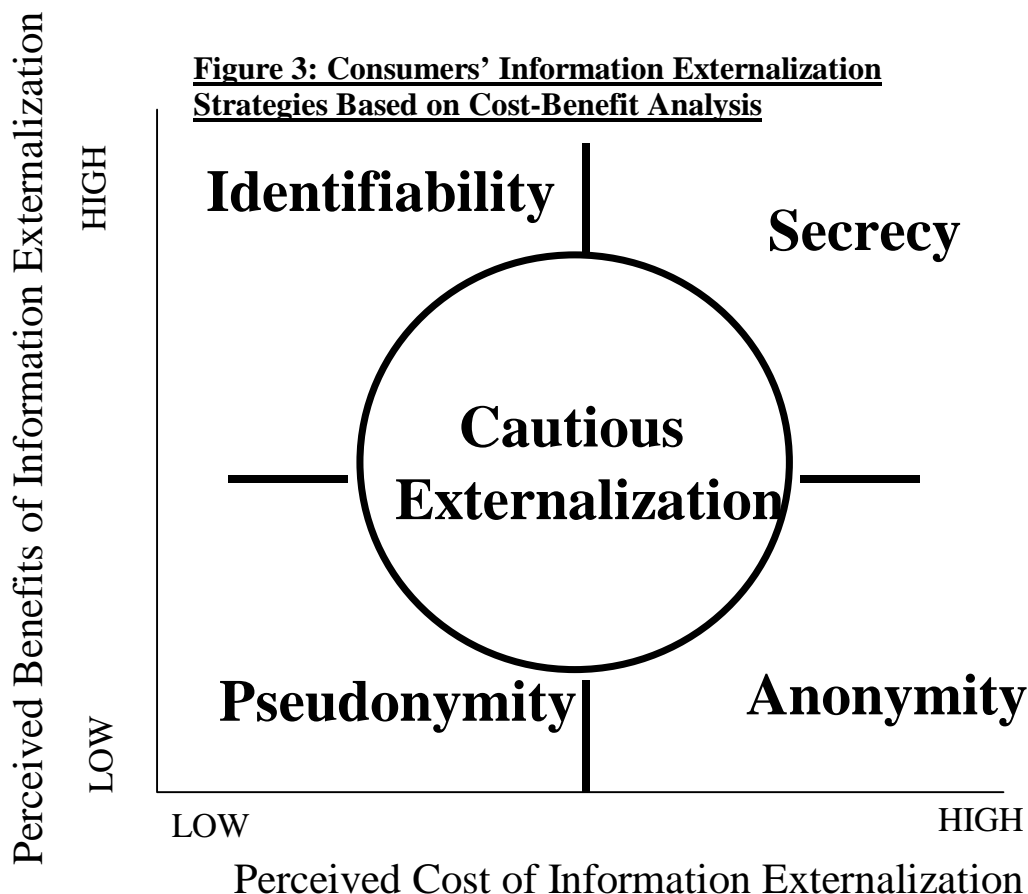 Figure 3: Consumers’ Information Externalization
Strategies Based on Cost-Benefit Analysis
Perceived Benefits of Information Externalization
HIGH
Identifiability
Secrecy
Cautious
Externalization
Pseudonymity
Anonymity
LOW
LOW
HIGH
Perceived Cost of Information Externalization